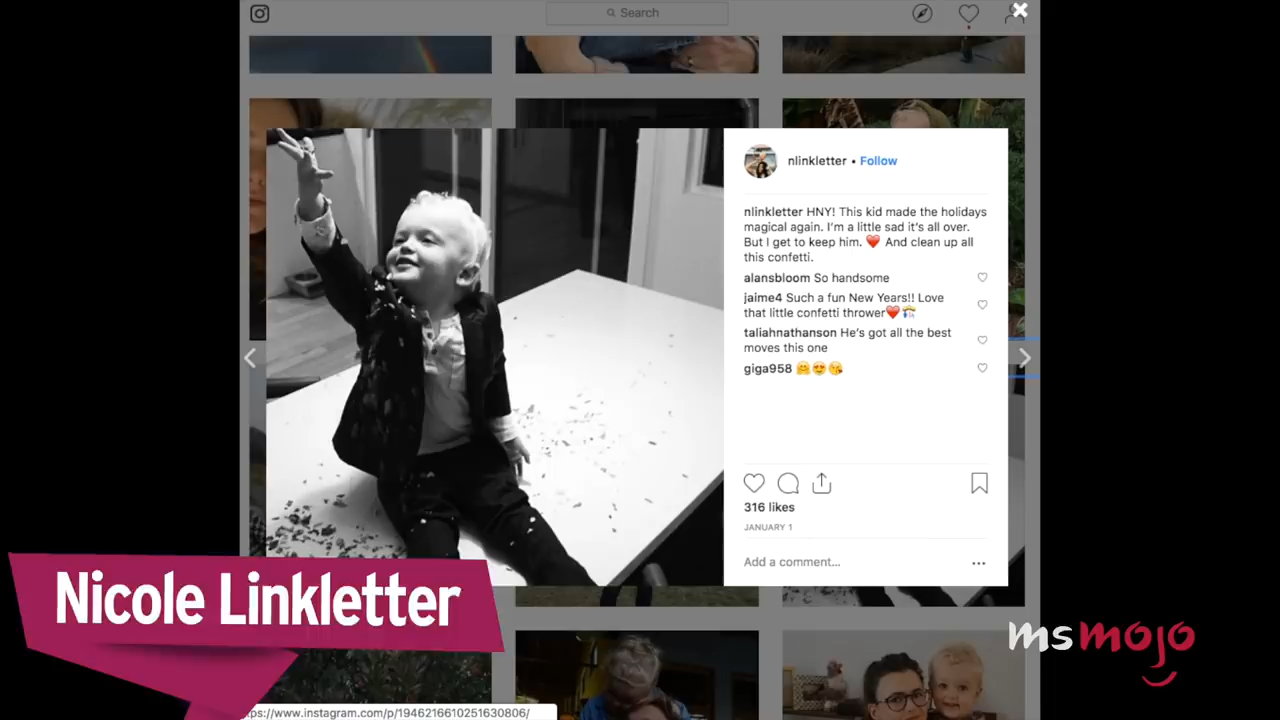 Search
nlinkletter • Follow
nlinkletter HNY! This kid made the holidays
magical again. I'm a little sad it's all over.
But I get to keep him. ❤️ And clean up all
this confetti.
alansbloom So handsome
jaime4 Such a fun New Years!! Love
that little confetti thrower❤️🎊
taliahnathanson He's got all the best
moves this one
giga958 🤗😍😘
316 likes
JANUARY 1
Add a comment...
Nicole Linkletter
msmojo
ps://www.instagram.com/p/1946216610251630806/